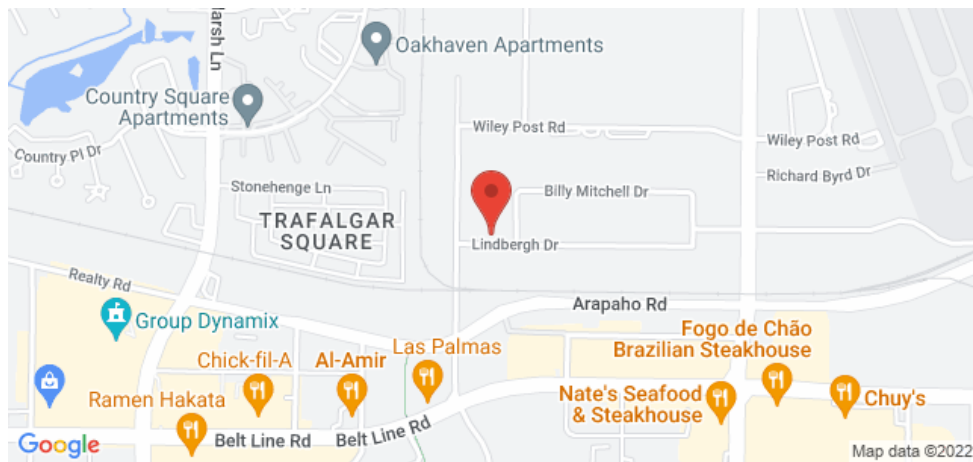 arsh Ln
Oakhaven Apartments
Country Square
Apartments
Wiley Post Rd
Wiley Post Rd
Country Pl Dr
Richard Byrd Dr
Stonehenge Ln
Billy Mitchell Dr
TRAFALGAR
SQUARE
Lindbergh Dr
Realty Rd
Arapaho Rd
Group Dynamix
Fogo de Chão
Brazilian Steakhouse
Las Palmas
Chick-fil-A
Al-Amir
Nate's Seafood
& Steakhouse
Chuy's
Ramen Hakata
Belt Line Rd
Belt Line Rd
Google
Map data ©2022